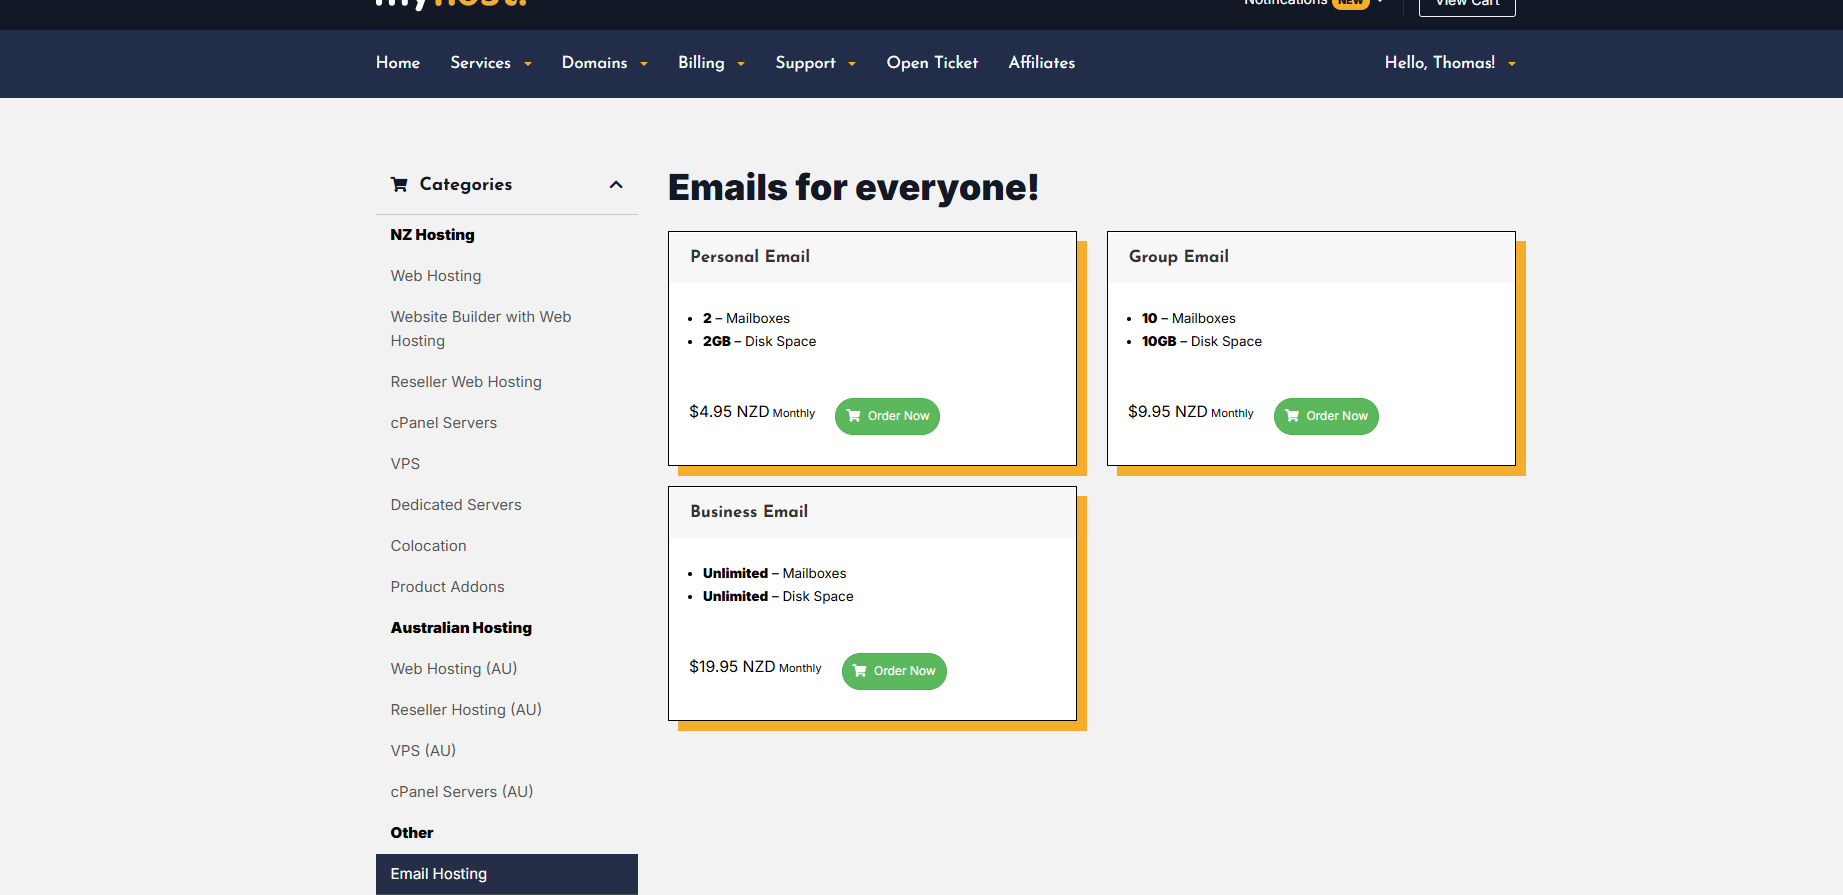 myhost.
Notifications NEW
View Cart
Home Services Domains Billing Support Open Ticket Affiliates Hello, Thomas!
Categories
NZ Hosting
Web Hosting
Website Builder with Web
Hosting
Reseller Web Hosting
cPanel Servers
VPS
Dedicated Servers
Colocation
Product Addons
Australian Hosting
Web Hosting (AU)
Reseller Hosting (AU)
VPS (AU)
cPanel Servers (AU)
Other
Email Hosting
Emails for everyone!
Personal Email
• 2 – Mailboxes
• 2GB – Disk Space
$4.95 NZD Monthly Order Now
Group Email
• 10 – Mailboxes
• 10GB – Disk Space
$9.95 NZD Monthly Order Now
Business Email
• Unlimited – Mailboxes
• Unlimited – Disk Space
$19.95 NZD Monthly Order Now